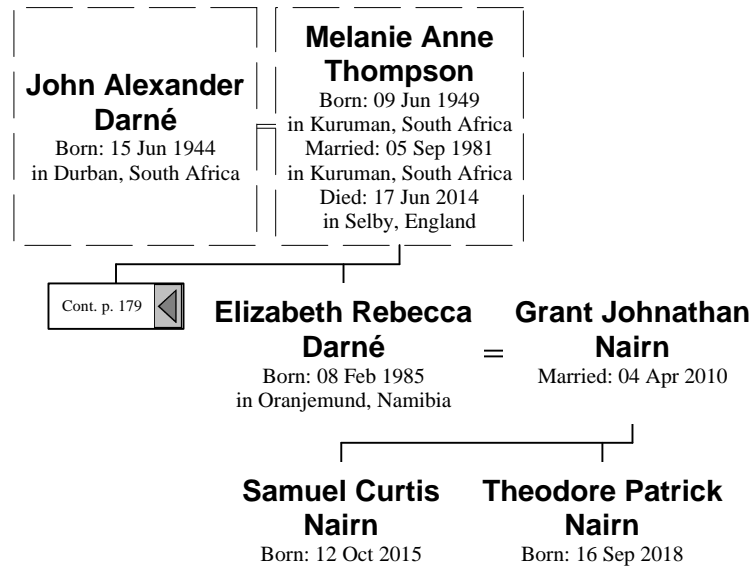 John Alexander
Darné
Born: 15 Jun 1944
in Durban, South Africa
=
Melanie Anne
Thompson
Born: 09 Jun 1949
in Kuruman, South Africa
Married: 05 Sep 1981
in Kuruman, South Africa
Died: 17 Jun 2014
in Selby, England
Cont. p. 179
Elizabeth Rebecca
Darné
Born: 08 Feb 1985
in Oranjemund, Namibia
=
Grant Johnathan
Nairn
Married: 04 Apr 2010
Samuel Curtis
Nairn
Born: 12 Oct 2015
Theodore Patrick
Nairn
Born: 16 Sep 2018